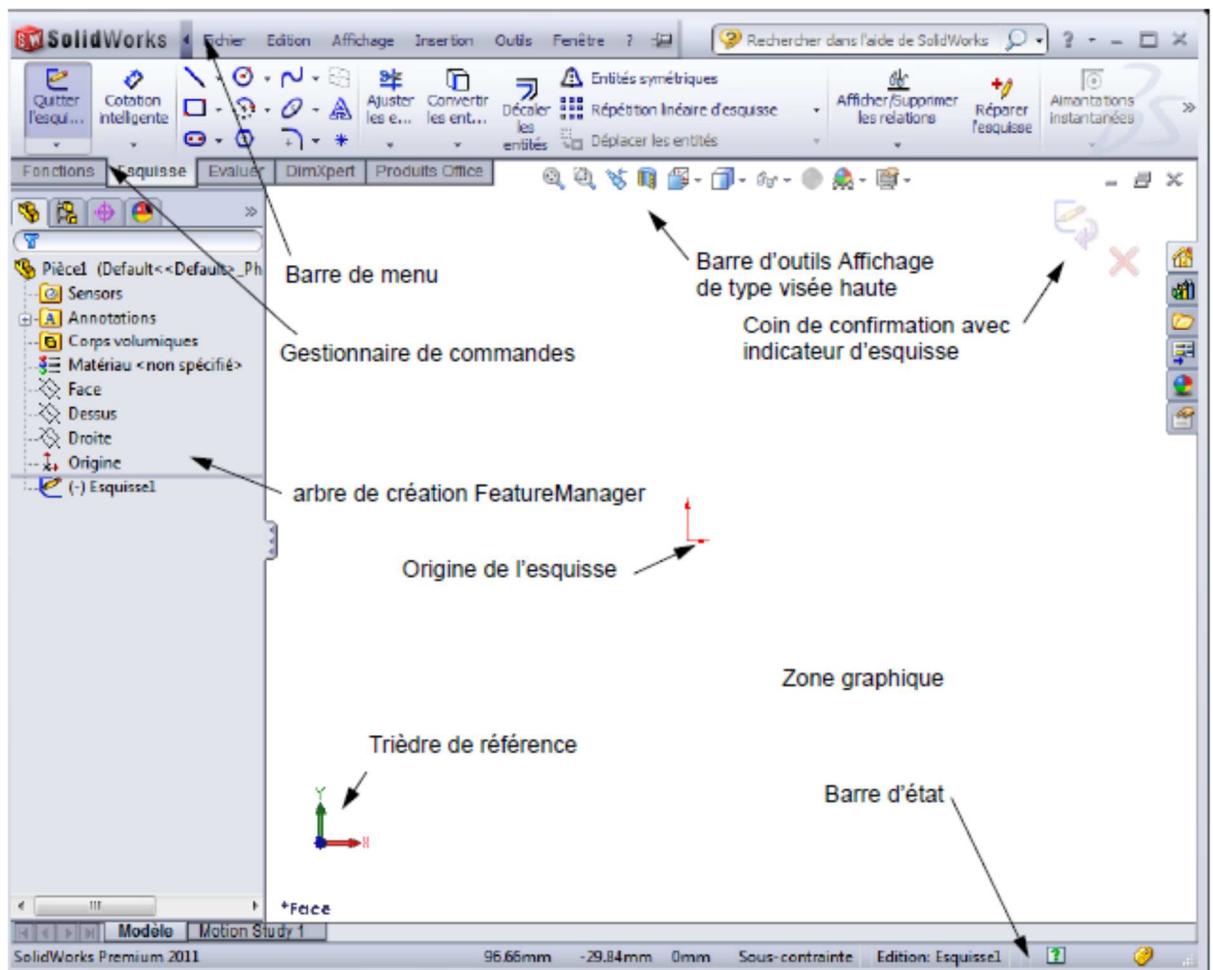 SolidWorks Fichier Edition Affichage Insertion Outils Fenêtre ? Rechercher dans l'aide de SolidWorks ?
Quitter l'esqui...
Cotation intelligente
Ajuster les e...
Convertir les ent...
Décaler les entités
Entités symétriques
Répétition linéaire d'esquisse
Déplacer les entités
Afficher/Supprimer les relations
Réparer l'esquisse
Aimantations instantanées
Fonctions Esquisse Evaluer DimXpert Produits Office
Pièce1 (Default<<Default>_Ph
Sensors
Annotations
Corps volumiques
Matériau <non spécifié>
Face
Dessus
Droite
Origine
(-) Esquisse1
Barre de menu
Barre d'outils Affichage
de type visée haute
Coin de confirmation avec
indicateur d'esquisse
Gestionnaire de commandes
arbre de création FeatureManager
Origine de l'esquisse
Zone graphique
Trièdre de référence
Barre d'état
Y
X
*Face
Modèle Motion Study 1
SolidWorks Premium 2011 96.66mm -29.84mm 0mm Sous-contrainte Edition: Esquisse1